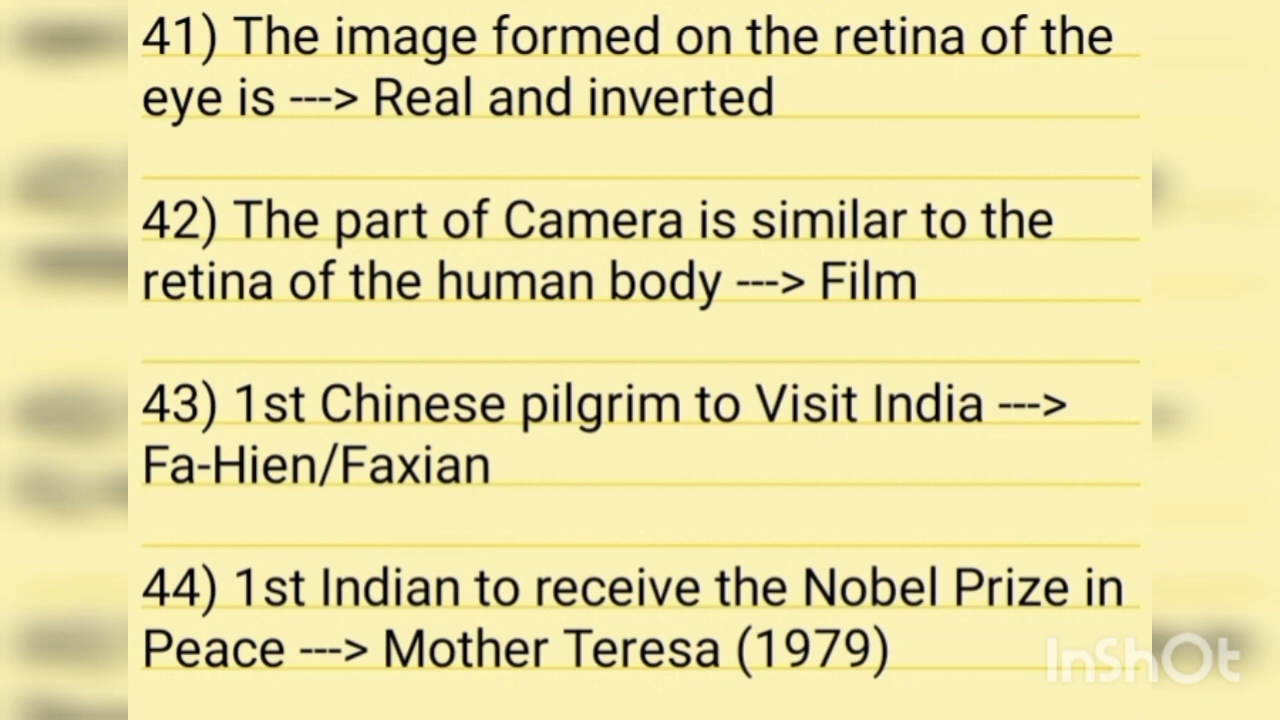 41) The image formed on the retina of the
eye is ---> Real and inverted
42) The part of Camera is similar to the
retina of the human body ---> Film
43) 1st Chinese pilgrim to Visit India --->
Fa-Hien/Faxian
44) 1st Indian to receive the Nobel Prize in
Peace ---> Mother Teresa (1979)
InShOt